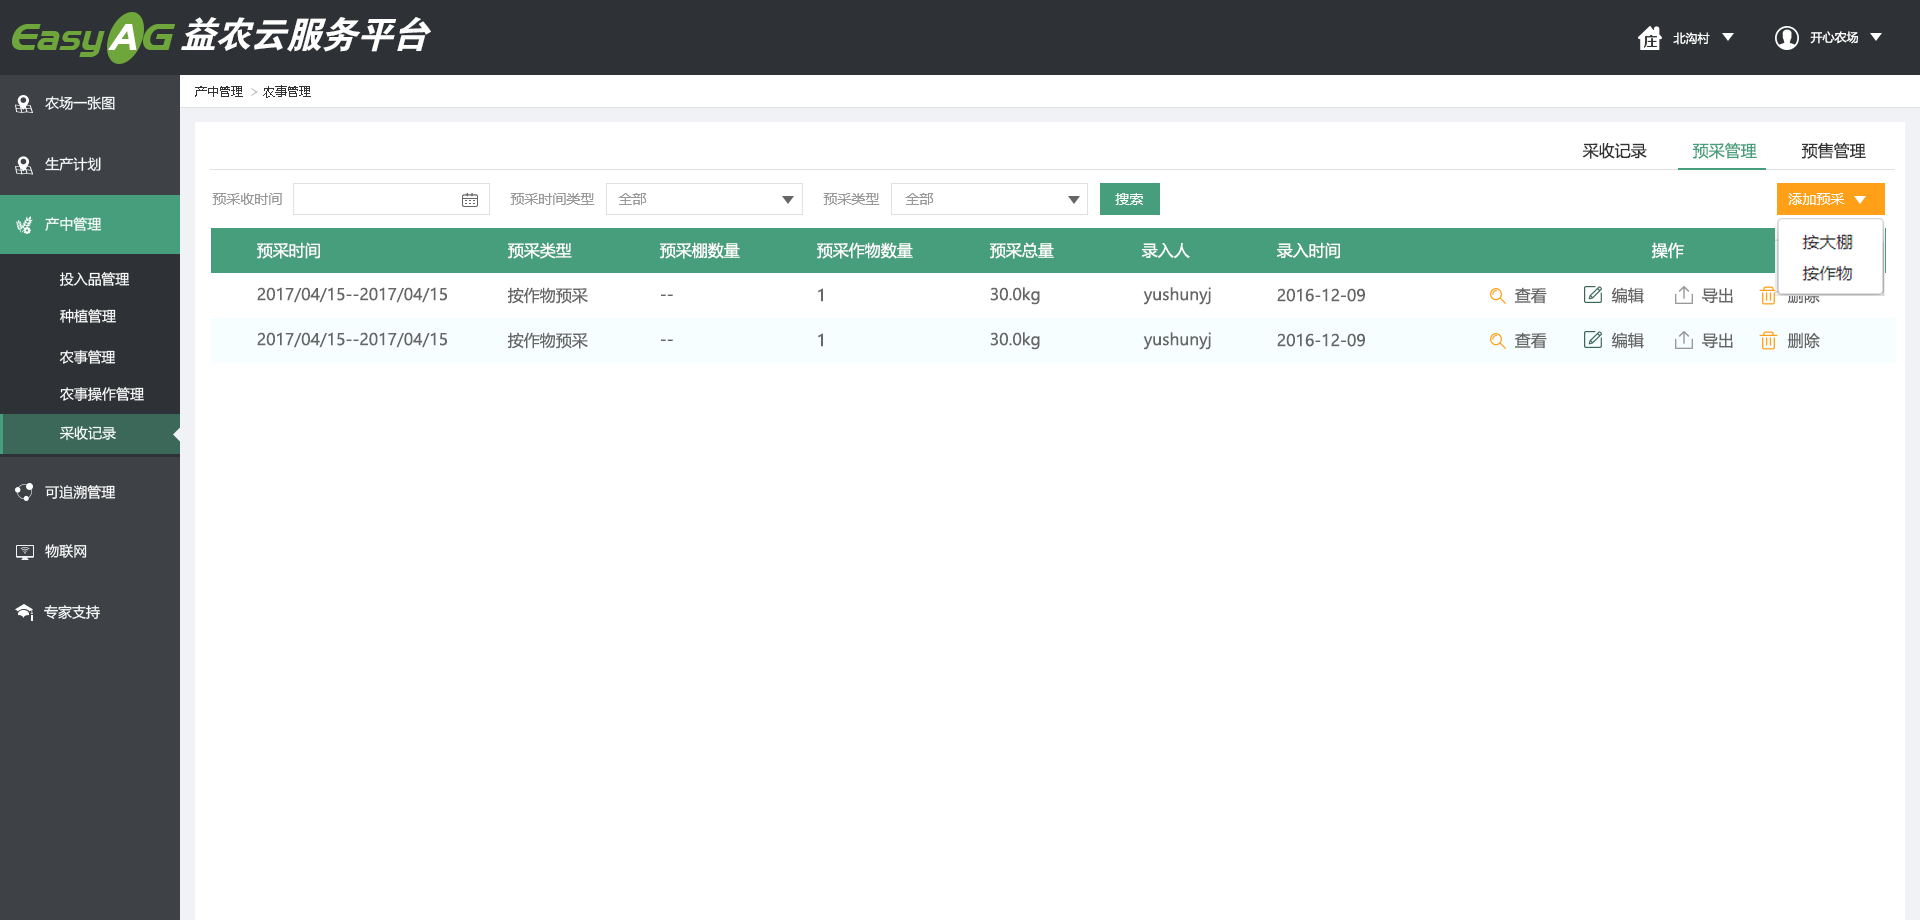 EasyAG 益农云服务平台
北沟村
开心农场
农场一张图
生产计划
产中管理
投入品管理
种植管理
农事管理
农事操作管理
采收记录
可追溯管理
物联网
专家支持
产中管理 > 农事管理
采收记录 预采管理 预售管理
预采收时间 预采时间类型 全部 预采类型 全部 搜索 添加预采
按大棚
按作物
预采时间 预采类型 预采棚数量 预采作物数量 预采总量 录入人 录入时间 操作
2017/04/15--2017/04/15 按作物预采 -- 1 30.0kg yushunyj 2016-12-09 查看 编辑 导出 删除
2017/04/15--2017/04/15 按作物预采 -- 1 30.0kg yushunyj 2016-12-09 查看 编辑 导出 删除